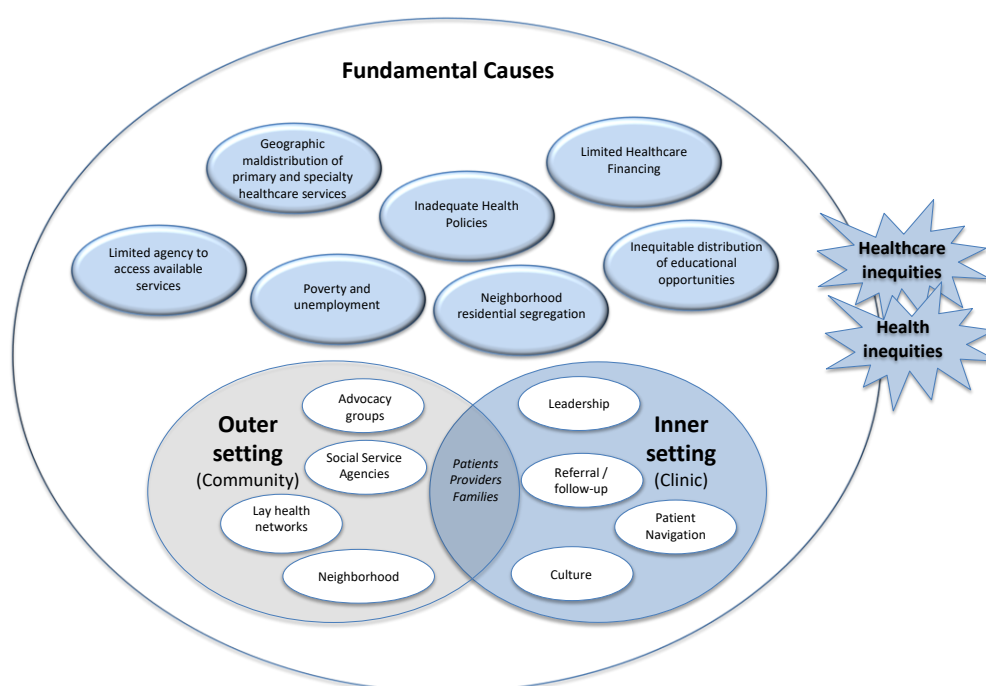 Fundamental Causes
Geographic
maldistribution of
primary and specialty
healthcare services
Limited Healthcare
Financing
Inadequate Health
Policies
Limited agency to
access available
services
Inequitable distribution
of educational
opportunities
Poverty and
unemployment
Neighborhood
residential segregation
Healthcare
inequities
Health
inequities
Outer
setting
(Community)
Advocacy
groups
Social Service
Agencies
Lay health
networks
Neighborhood
Patients
Providers
Families
Inner
setting
(Clinic)
Leadership
Referral /
follow-up
Patient
Navigation
Culture